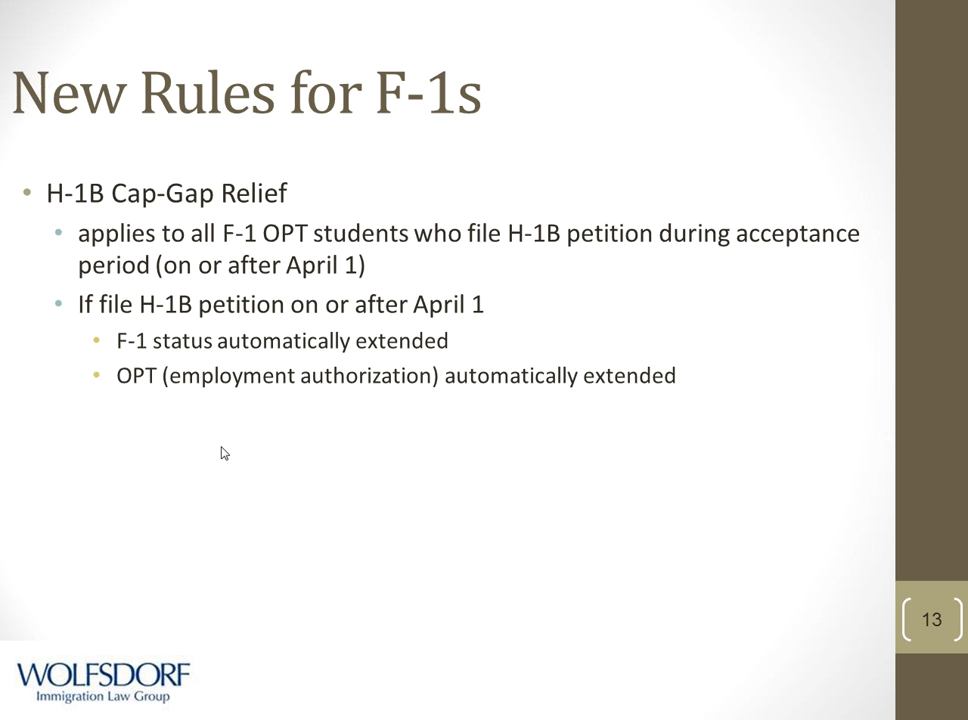 New Rules for F-1s
• H-1B Cap-Gap Relief
• applies to all F-1 OPT students who file H-1B petition during acceptance
period (on or after April 1)
• If file H-1B petition on or after April 1
• F-1 status automatically extended
• OPT (employment authorization) automatically extended
13
WOLFSDORF
Immigration Law Group